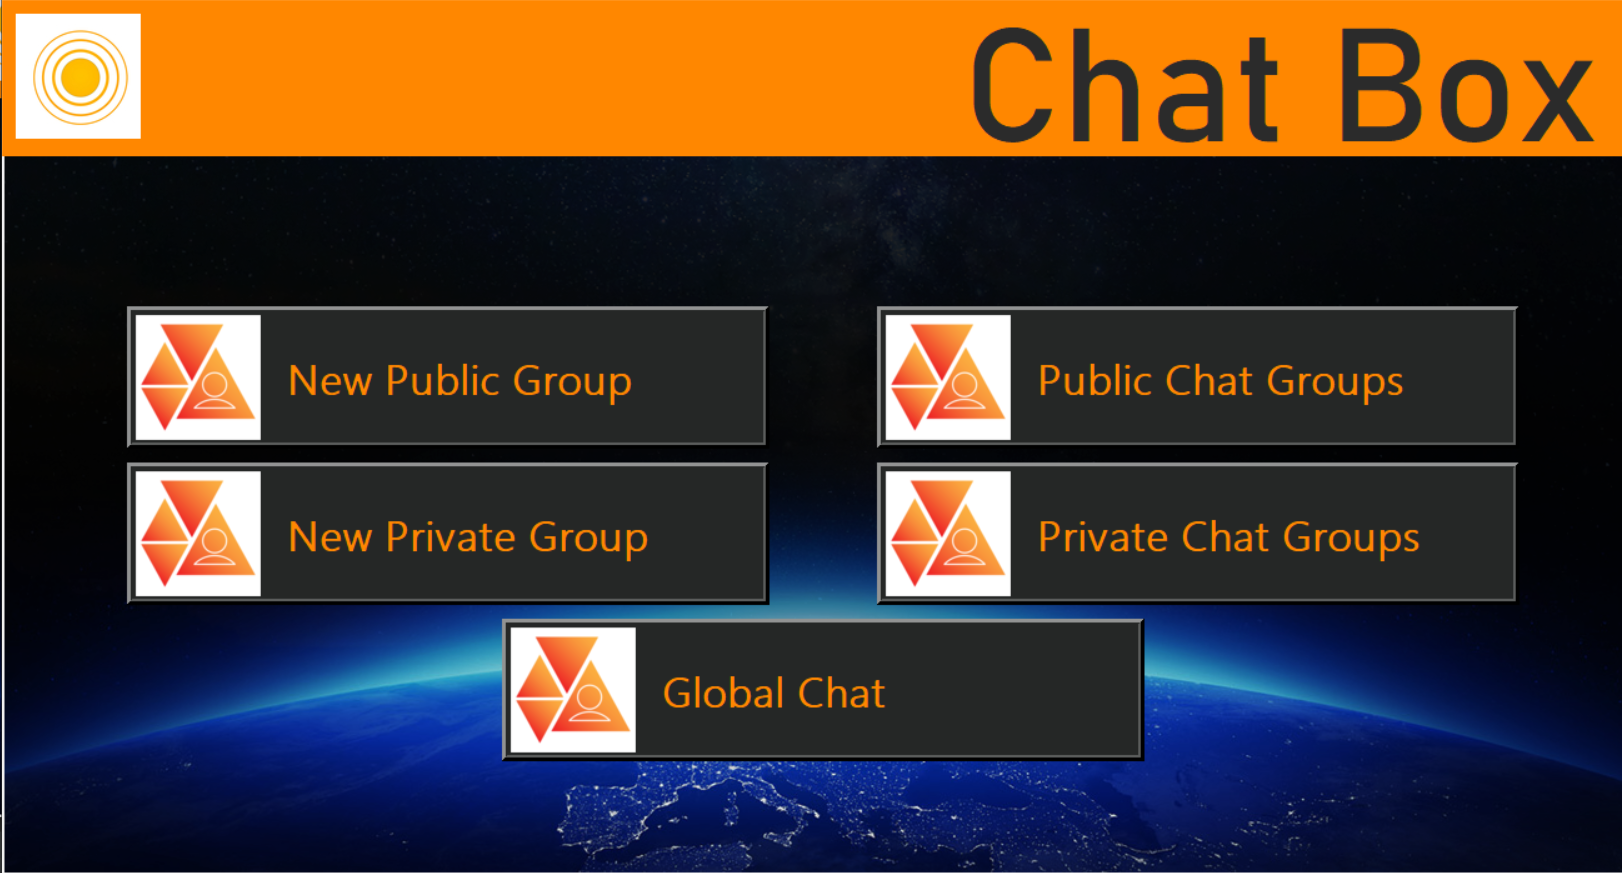 Chat Box
New Public Group
Public Chat Groups
New Private Group
Private Chat Groups
Global Chat